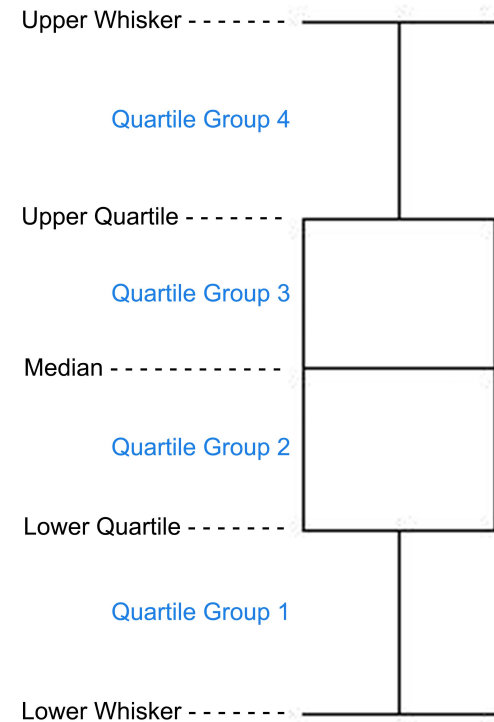 Upper Whisker - - - - - - -
Quartile Group 4
Upper Quartile - - - - - - -
Quartile Group 3
Median - - - - - - - - - - - -
Quartile Group 2
Lower Quartile - - - - - - -
Quartile Group 1
Lower Whisker - - - - - - -